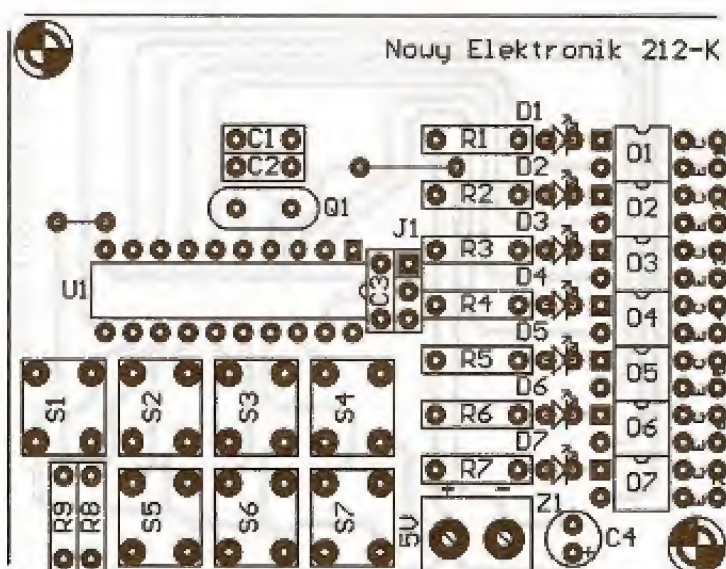 Nowy Elektronik 212-K
D1
C1
R1
O1
C2
D2
R2
O2
Q1
D3
J1
R3
O3
U1
C3
D4
R4
O4
D5
R5
O5
S1
S2
S3
S4
D6
R6
O6
D7
R7
O7
R9
R8
S5
S6
S7
5V
+ -
Z1
C4
+